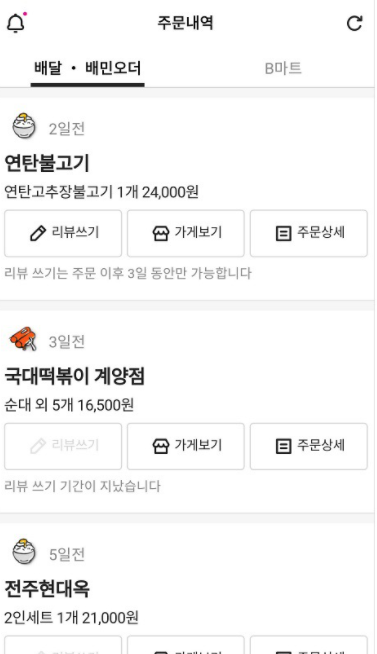 주문내역
배달 · 배민오더 B마트
2일전
연탄불고기
연탄고추장불고기 1개 24,000원
리뷰쓰기 가게보기 주문상세
리뷰 쓰기는 주문 이후 3일 동안만 가능합니다
3일전
국대떡볶이 계양점
순대 외 5개 16,500원
리뷰쓰기 가게보기 주문상세
리뷰 쓰기 기간이 지났습니다
5일전
전주현대옥
2인세트 1개 21,000원